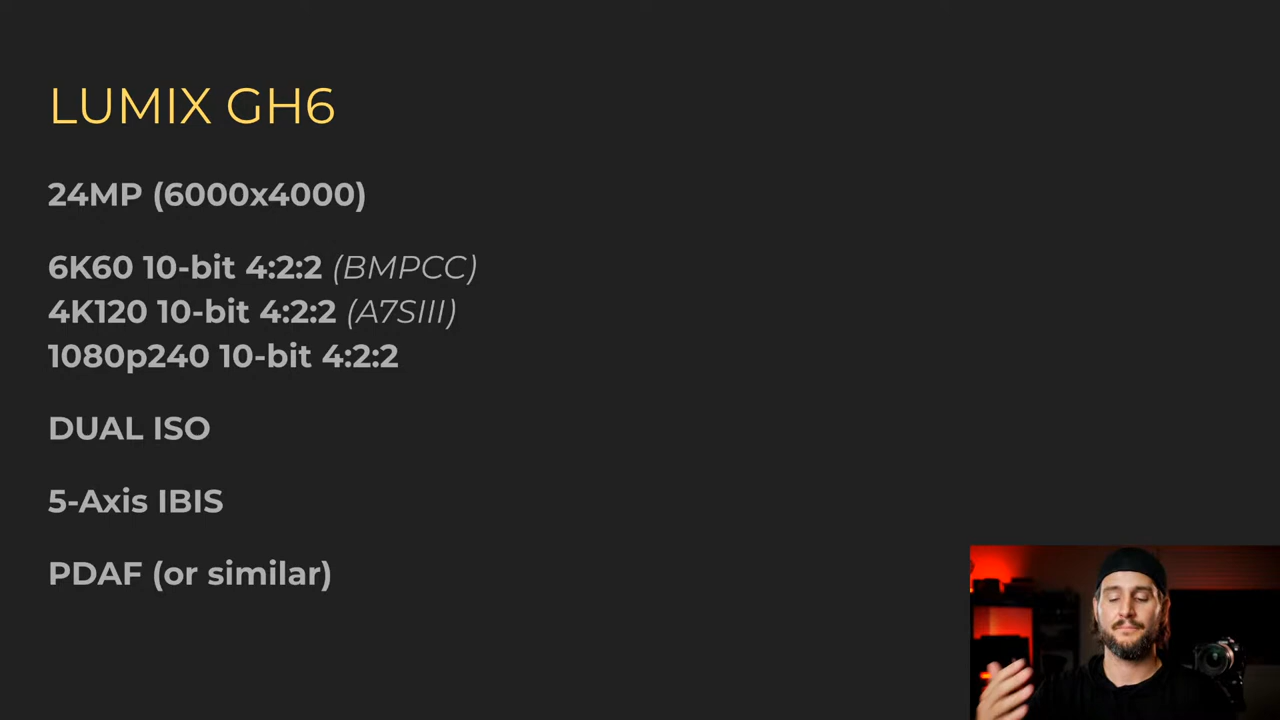 LUMIX GH6
24MP (6000x4000)
6K60 10-bit 4:2:2 (BMPCC)
4K120 10-bit 4:2:2 (A7SIII)
1080p240 10-bit 4:2:2
DUAL ISO
5-Axis IBIS
PDAF (or similar)